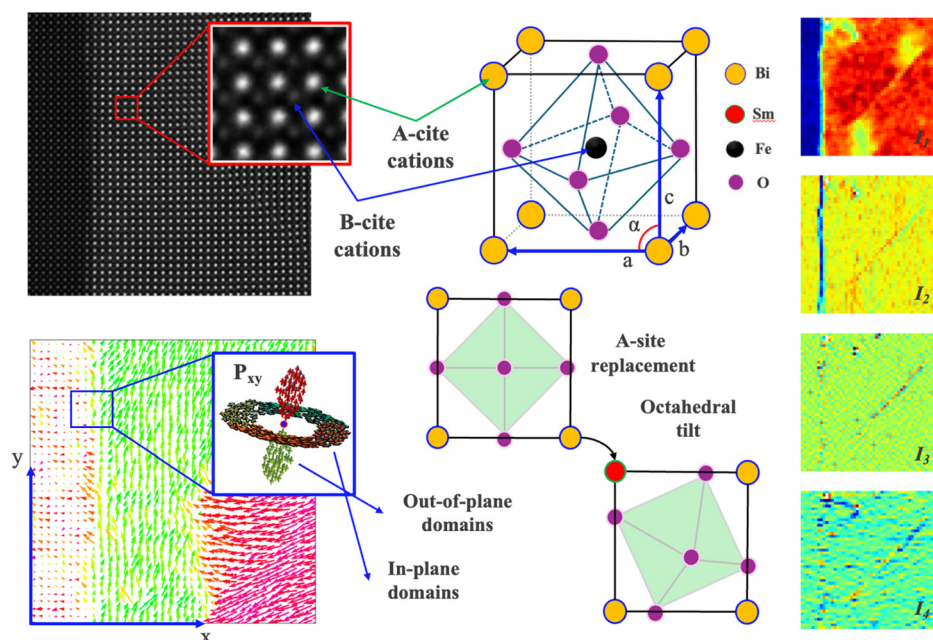 A-cite
cations
B-cite
cations
c
α
a
b
Bi
Sm
Fe
O
I1
I2
I3
I4
A-site
replacement
Octahedral
tilt
Pxy
y
x
Out-of-plane
domains
In-plane
domains